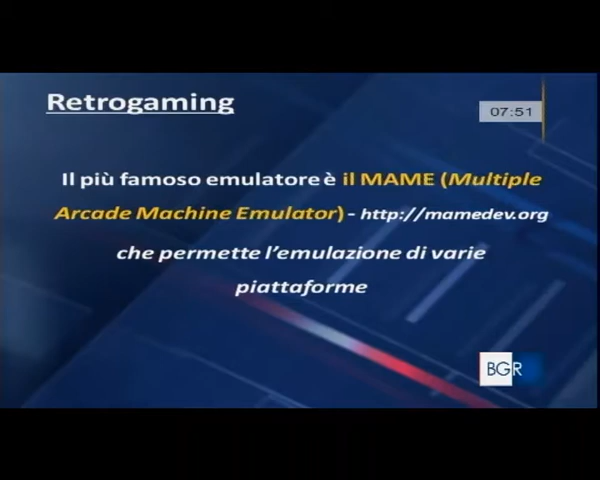 Retrogaming
07:51
Il più famoso emulatore è il MAME (Multiple
Arcade Machine Emulator) - http://mamedev.org
che permette l'emulazione di varie
piattaforme
BGR